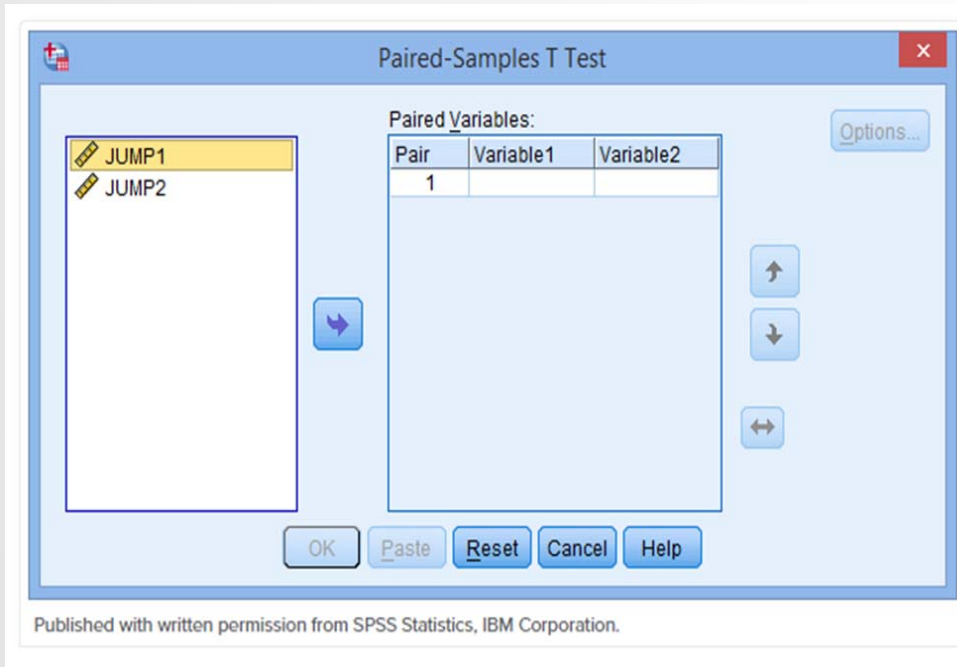 Paired-Samples T Test
x
Paired Variables:
Options...
JUMP1
JUMP2
Pair Variable1 Variable2
1
OK Paste Reset Cancel Help
Published with written permission from SPSS Statistics, IBM Corporation.